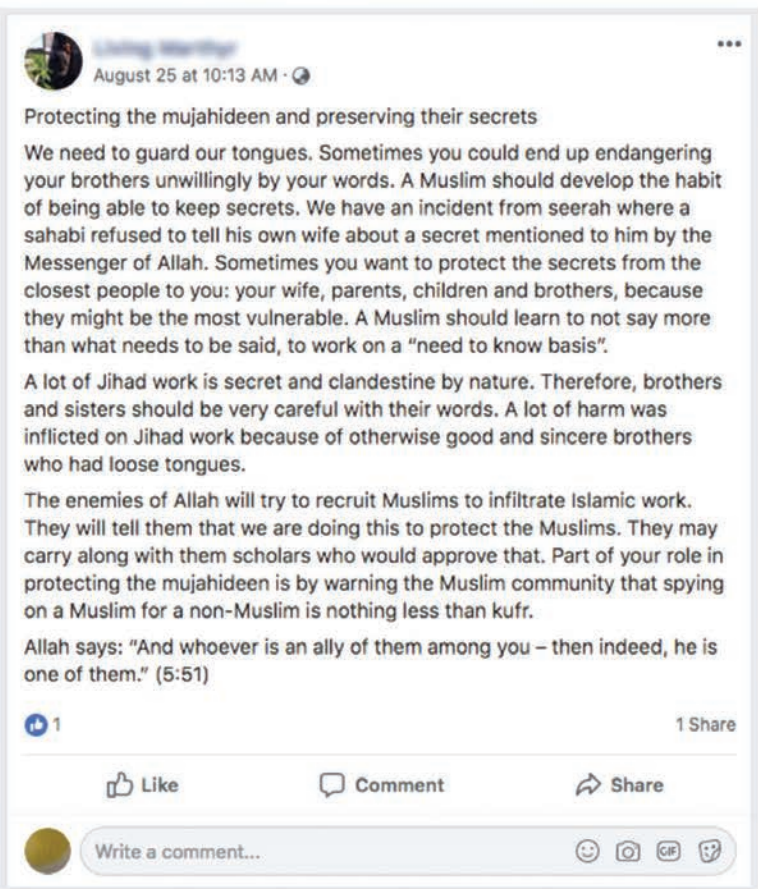 August 25 at 10:13 AM ·
Protecting the mujahideen and preserving their secrets
We need to guard our tongues. Sometimes you could end up endangering
your brothers unwillingly by your words. A Muslim should develop the habit
of being able to keep secrets. We have an incident from seerah where a
sahabi refused to tell his own wife about a secret mentioned to him by the
Messenger of Allah. Sometimes you want to protect the secrets from the
closest people to you: your wife, parents, children and brothers, because
they might be the most vulnerable. A Muslim should learn to not say more
than what needs to be said, to work on a “need to know basis”.
A lot of Jihad work is secret and clandestine by nature. Therefore, brothers
and sisters should be very careful with their words. A lot of harm was
inflicted on Jihad work because of otherwise good and sincere brothers
who had loose tongues.
The enemies of Allah will try to recruit Muslims to infiltrate Islamic work.
They will tell them that we are doing this to protect the Muslims. They may
carry along with them scholars who would approve that. Part of your role in
protecting the mujahideen is by warning the Muslim community that spying
on a Muslim for a non-Muslim is nothing less than kufr.
Allah says: “And whoever is an ally of them among you – then indeed, he is
one of them.” (5:51)
1 1 Share
Like Comment Share
Write a comment... GIF